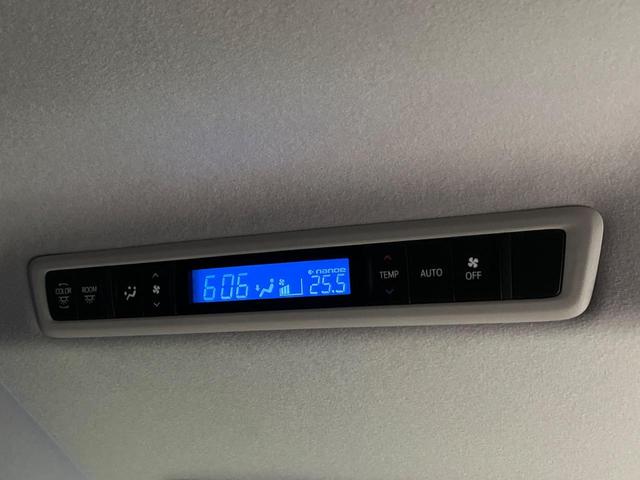 COLOR
ROOM
606
nanoe
25.5
TEMP
AUTO
OFF